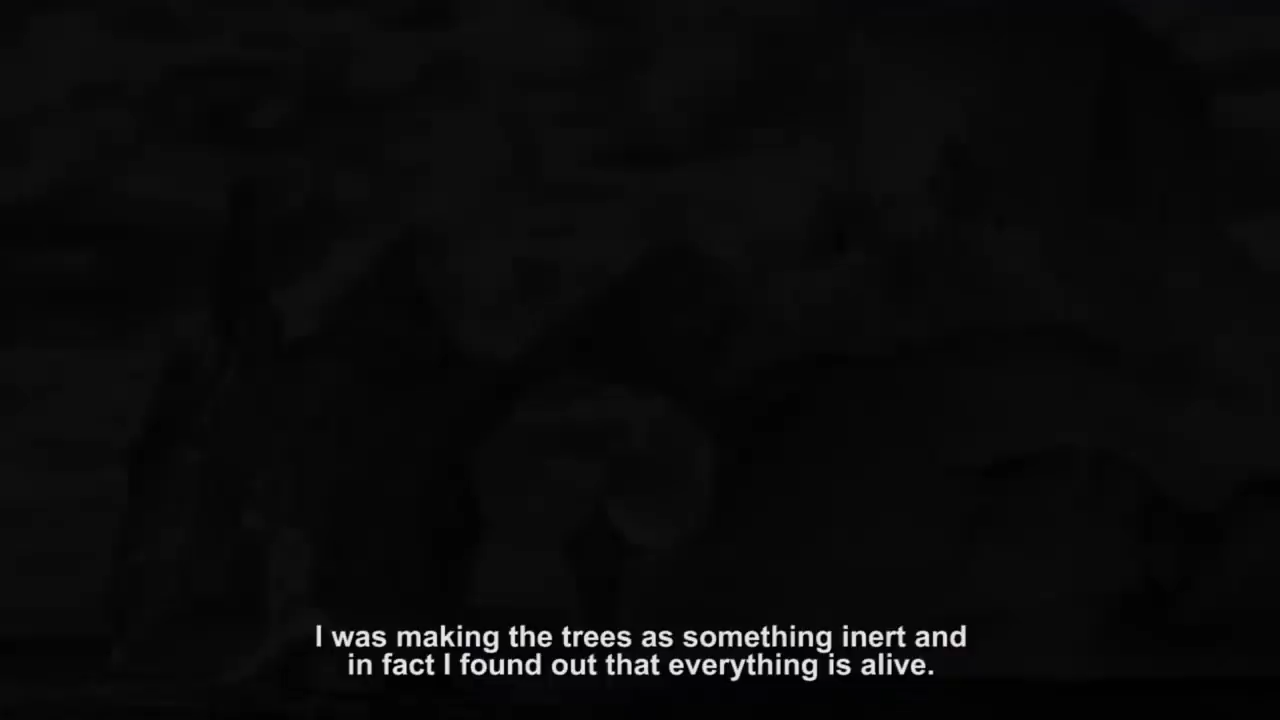 I was making the trees as something inert and
in fact I found out that everything is alive.